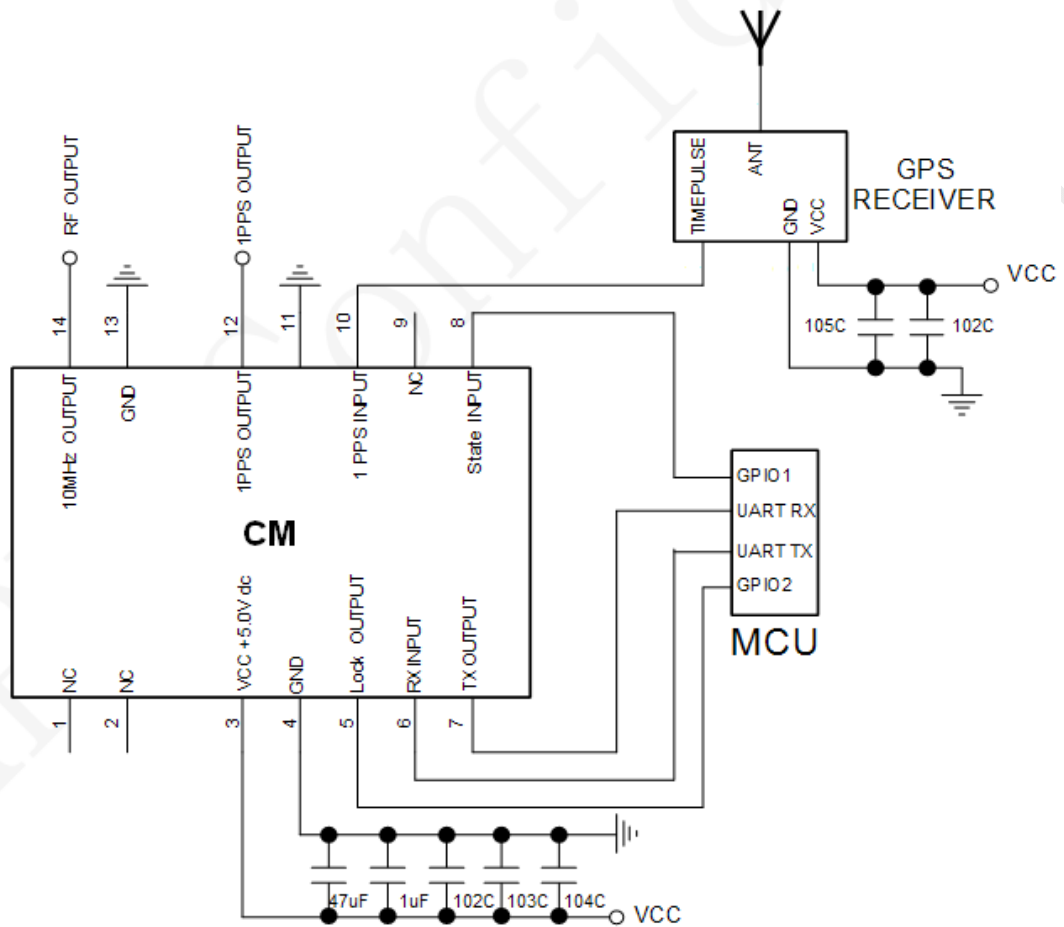 Confid
RF OUTPUT
1PPS OUTPUT
TIMEPULSE
ANT
GND
VCC
GPS
RECEIVER
VCC
105C
102C
14
13
12
11
10
9
8
10MHz OUTPUT
GND
1PPS OUTPUT
1 PPS INPUT
NC
State INPUT
CM
GPIO1
UART RX
UART TX
GPIO2
MCU
NC
NC
VCC +5.0V dc
GND
Lock OUTPUT
RX INPUT
TX OUTPUT
1
2
3
4
5
6
7
47uF
1uF
102C
103C
104C
VCC